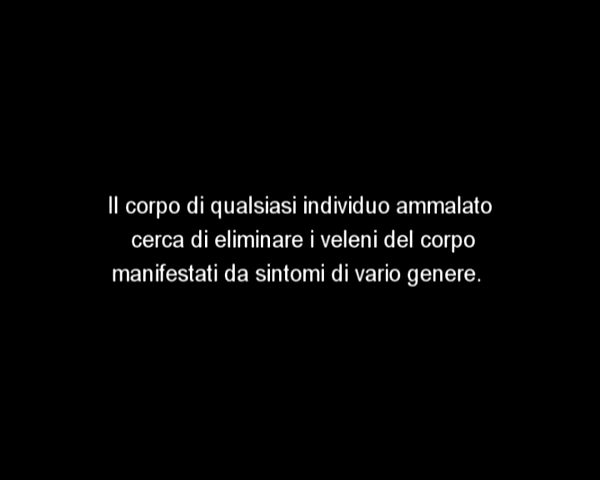 Il corpo di qualsiasi individuo ammalato
cerca di eliminare i veleni del corpo
manifestati da sintomi di vario genere.